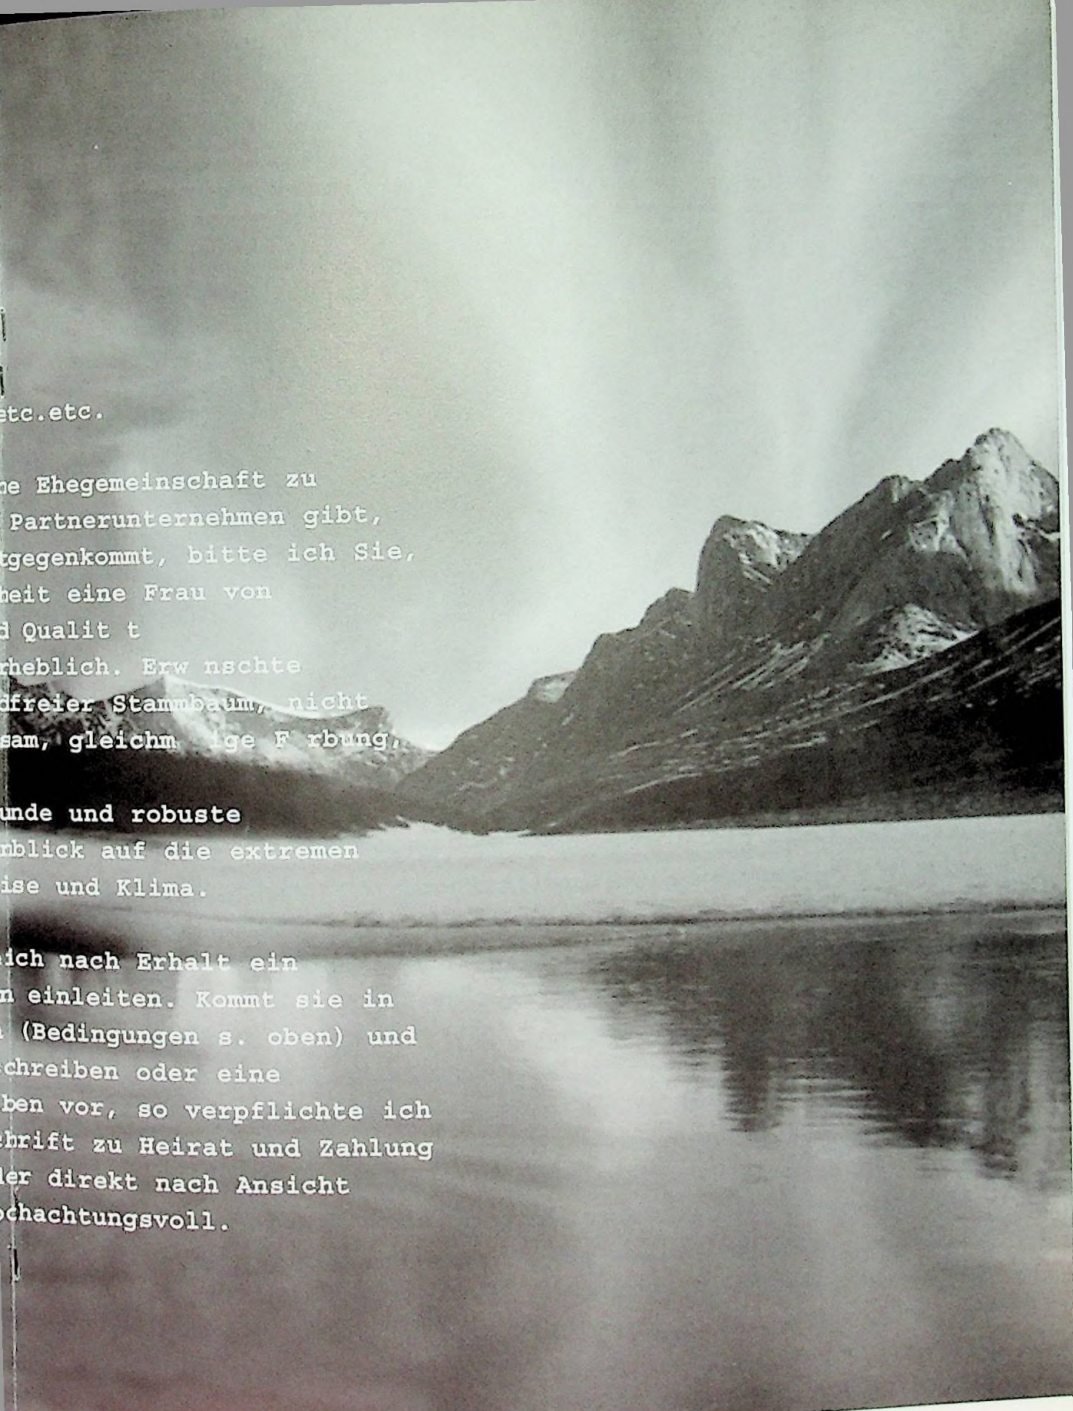 etc.etc.
Ehegemeinschaft zu
Partnerunternehmen gibt,
tgegenkommt, bitte ich Sie,
heit eine Frau von
Qualit t
rheblich. Erw nschte
dfreier Stammbaum, nicht
sam, gleichm ige F rbung,
unde und robuste
nblick auf die extremen
ise und Klima.
ich nach Erhalt ein
n einleiten. Kommt sie in
(Bedingungen s. oben) und
chreiben oder eine
ben vor, so verpflichte ich
hrift zu Heirat und Zahlung
er direkt nach Ansicht
ochachtungsvoll.